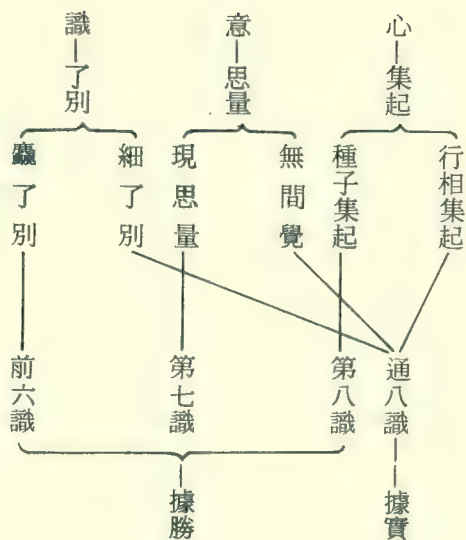 心—集起
行相集起
種子集起
意—思量
無間覺
現思量
識—了別
細了別
麤了別
通八識—據實
第八識
第七識
前六識
據勝